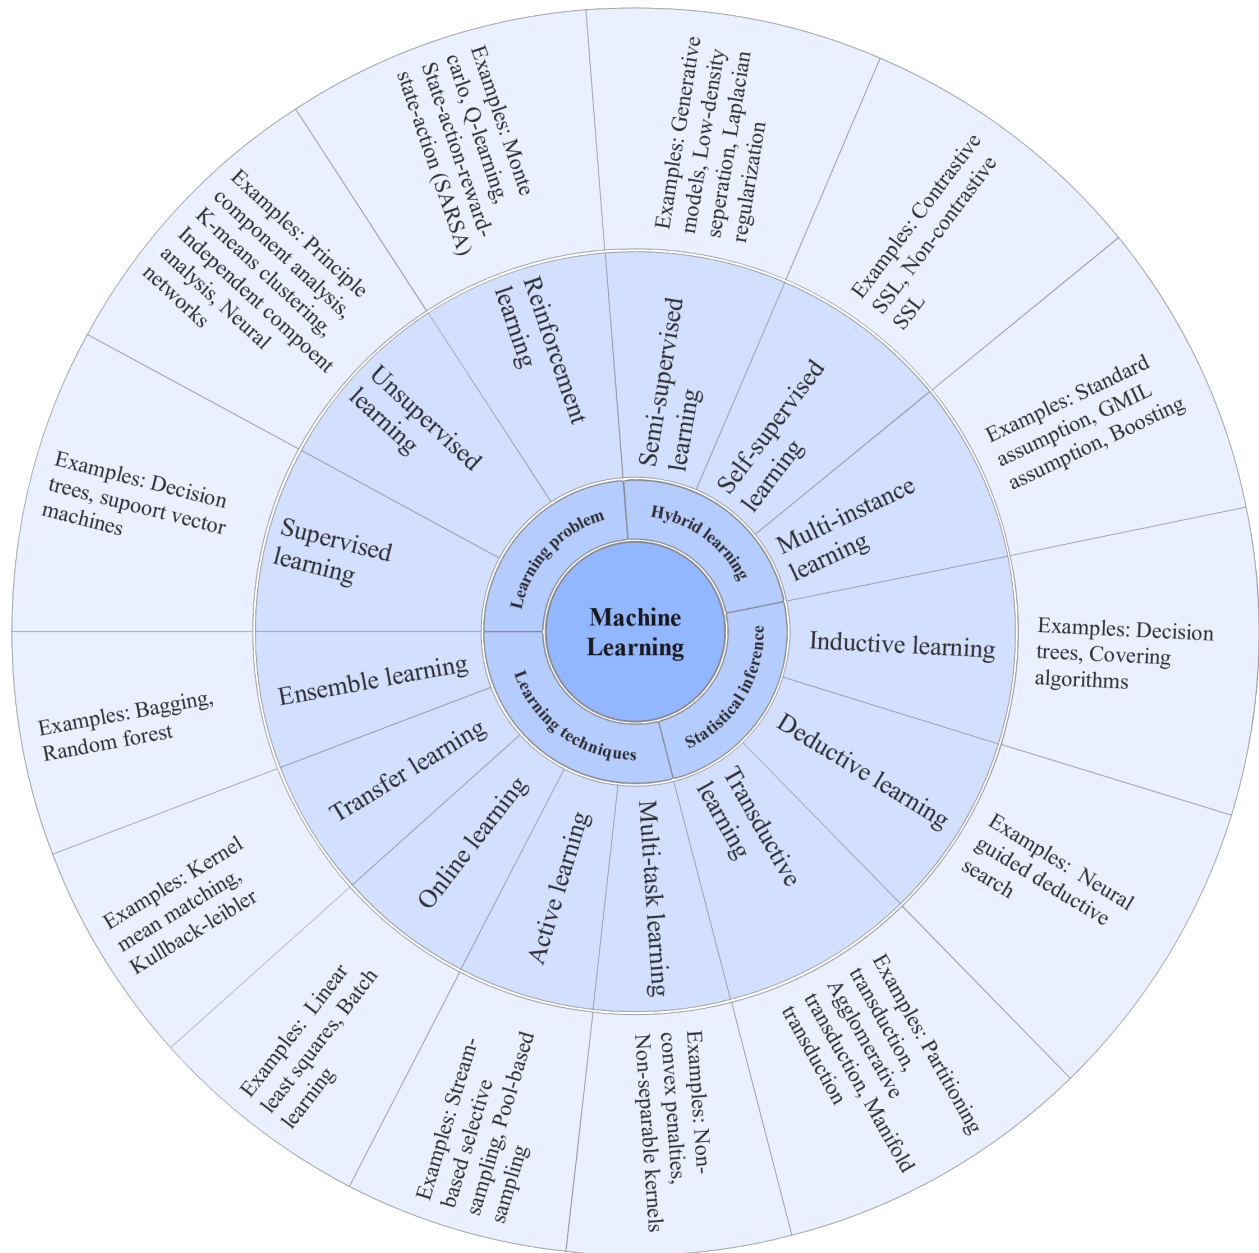 Machine
Learning
Learning problem
Hybrid learning
Statistical inference
Learning techniques
Supervised
learning
Unsupervised
learning
Reinforcement
learning
Semi-supervised
learning
Self-supervised
learning
Multi-instance
learning
Inductive learning
Deductive learning
Transductive
learning
Multi-task learning
Active learning
Online learning
Transfer learning
Ensemble learning
Examples: Decision
trees, supoort vector
machines
Examples: Principle
component analysis,
K-means clustering,
Independent compoent
analysis, Neural
networks
Examples: Monte
carlo, Q-learning,
State-action-reward-
state-action (SARSA)
Examples: Generative
models, Low-density
seperation, Laplacian
regularization
Examples: Contrastive
SSL, Non-contrastive
SSL
Examples: Standard
assumption, GMIL
assumption, Boosting
Examples: Decision
trees, Covering
algorithms
Examples: Neural
guided deductive
search
Examples: Partitioning
transduction,
Agglomerative
transduction, Manifold
transduction
Examples: Non-
convex penalties,
Non-separable kernels
Examples: Stream-
based selective
sampling, Pool-based
sampling
Examples: Linear
least squares, Batch
learning
Examples: Kernel
mean matching,
Kullback-leibler
Examples: Bagging,
Random forest